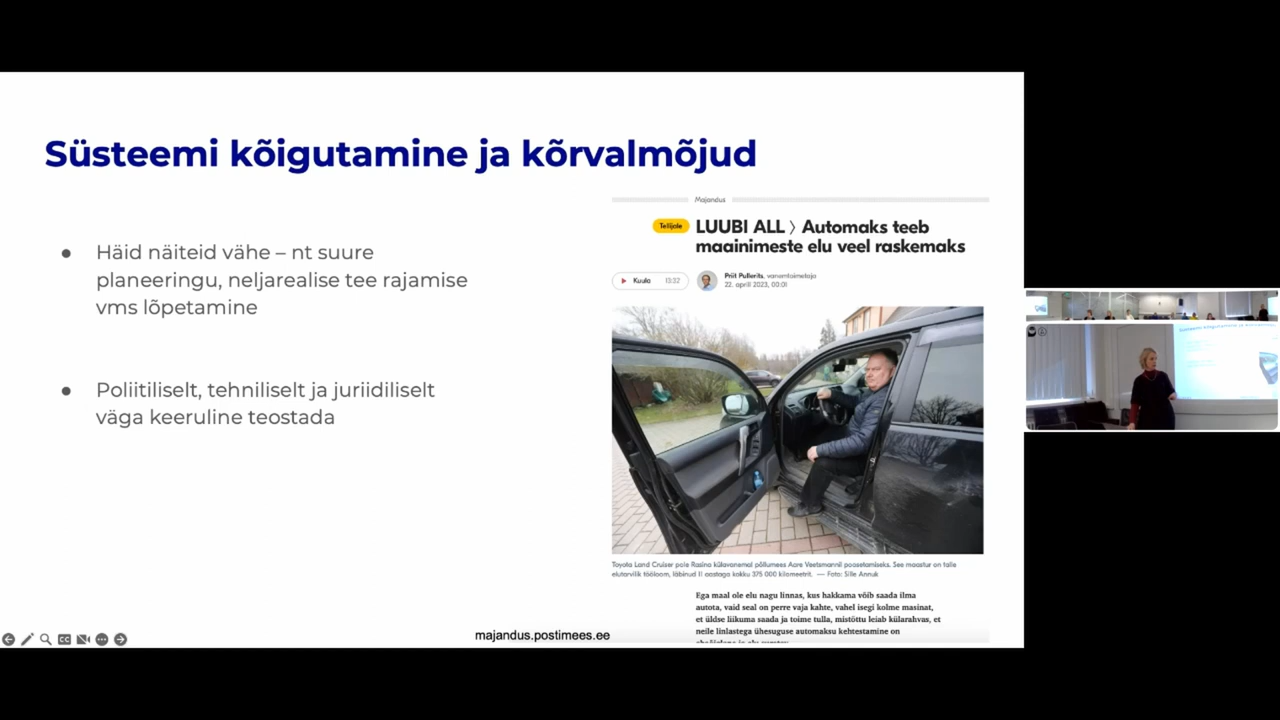 Süsteemi kõigutamine ja kõrvalmõjud
Häid näiteid vähe – nt suure
planeeringu, neljarealise tee rajamise
vms lõpetamine
Poliitiliselt, tehniliselt ja juriidiliselt
väga keeruline teostada
Majandus
Tellijale
LUUBI ALL 〉 Automaks teeb
maainimeste elu veel raskemaks
Kuula 13:32
Priit Pullerits, vanemtoimetaja
22. aprill 2023, 00:01
Toyota Land Cruiser pole Rasina külavanemal põllumees Aare Veetsmannil poosetamiseks. See maastur on talle
elutarvilik tööloom, läbinud 11 aastaga kokku 375 000 kilomeetrit. — Foto: Sille Annuk
Ega maal ole elu nagu linnas, kus hakkama võib saada ilma
autota, vaid seal on perre vaja kahte, vahel isegi kolme masinat,
et üldse liikuma saada ja toime tulla, mistõttu leiab külarahvas, et
neile linlastega ühesuguse automaksu kehtestamine on
majandus.postimees.ee